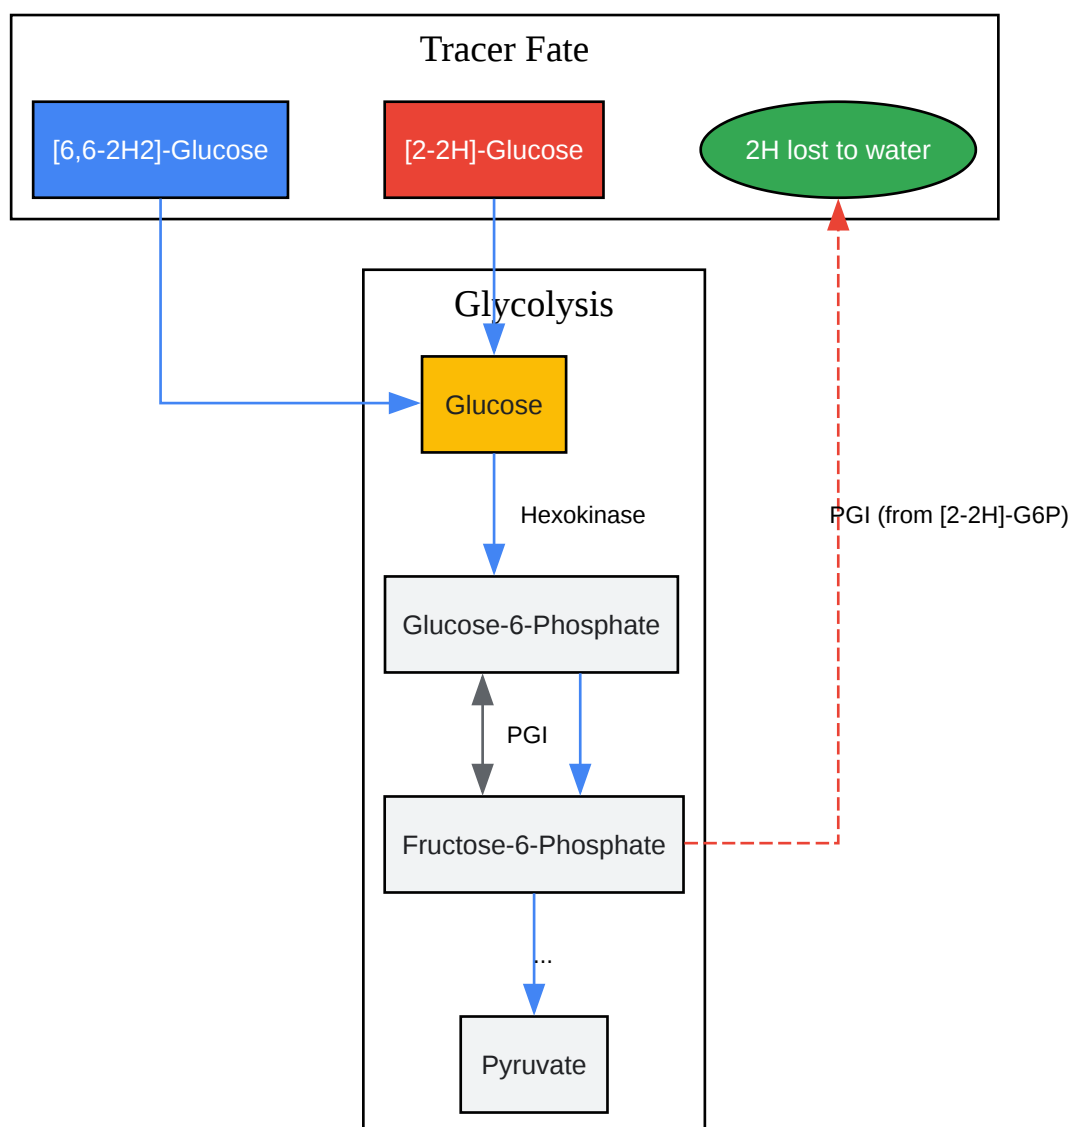 Tracer Fate
[6,6-2H2]-Glucose
[2-2H]-Glucose
2H lost to water
Glycolysis
Glucose
Hexokinase
PGI (from [2-2H]-G6P)
Glucose-6-Phosphate
PGI
Fructose-6-Phosphate
...
Pyruvate